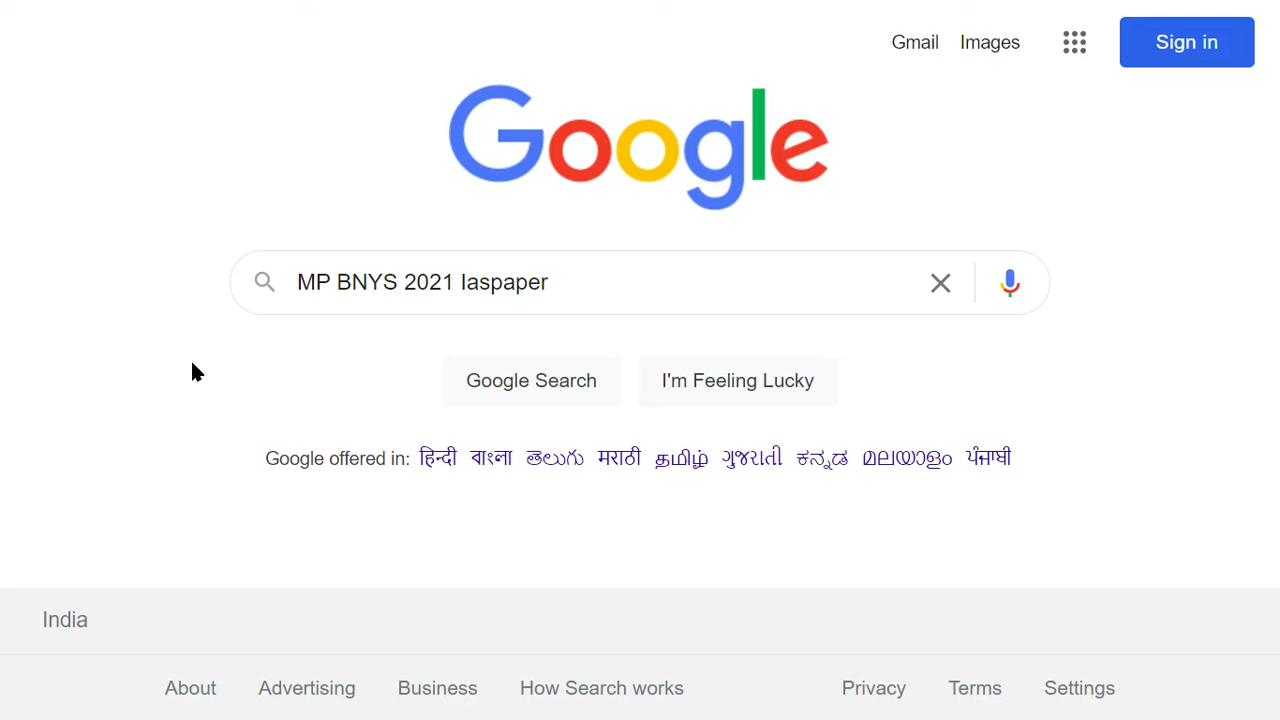 Gmail Images Sign in
Google
MP BNYS 2021 Iaspaper
Google Search I'm Feeling Lucky
Google offered in: हिन्दी বাংলা తెలుగు मराठी தமிழ் ગુજરાતી ಕನ್ನಡ മലയാളം ਪੰਜਾਬੀ
India
About Advertising Business How Search works Privacy Terms Settings